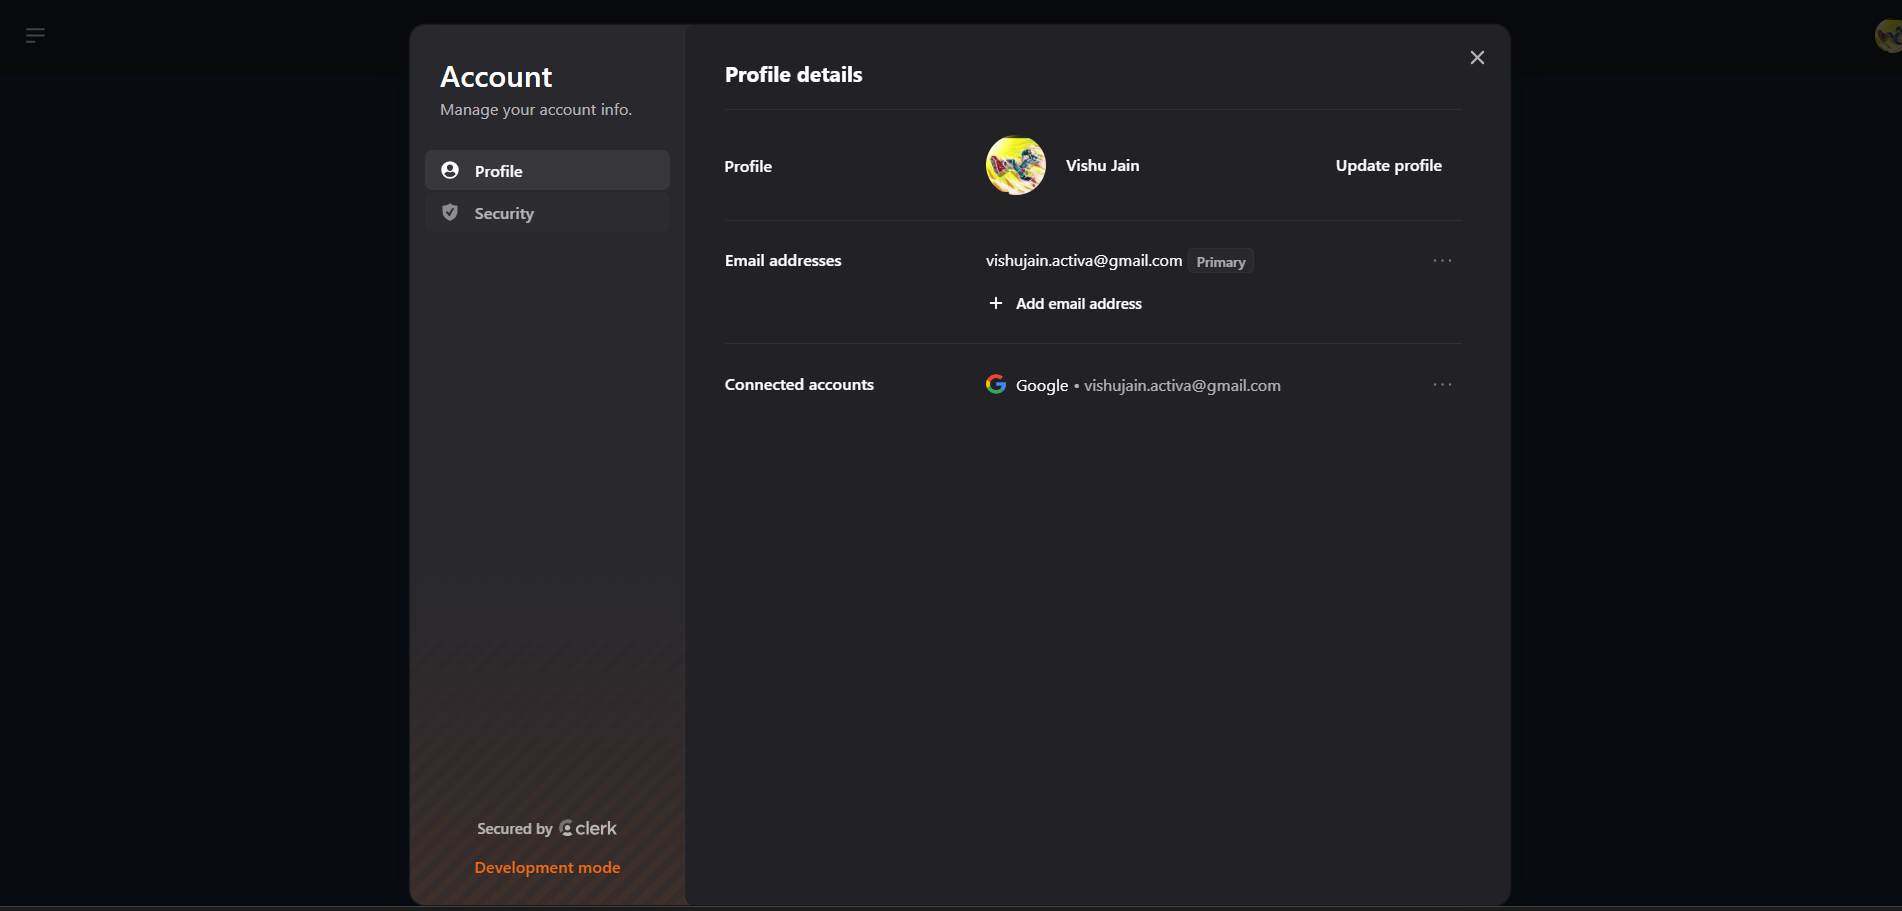 Account
Manage your account info.
Profile
Security
Secured by clerk
Development mode
Profile details
Profile
Vishu Jain
Update profile
Email addresses
vishujain.activa@gmail.com Primary
Add email address
Connected accounts
Google • vishujain.activa@gmail.com